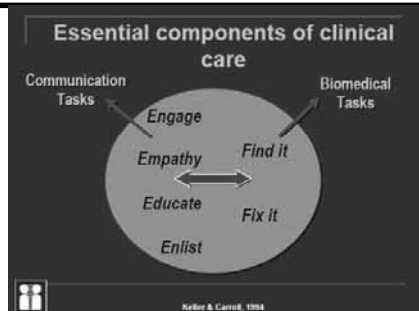 Essential components of clinical
care
Communication
Tasks
Biomedical
Tasks
Engage
Empathy
Find it
Educate
Fix it
Enlist
Keller & Carroll, 1994